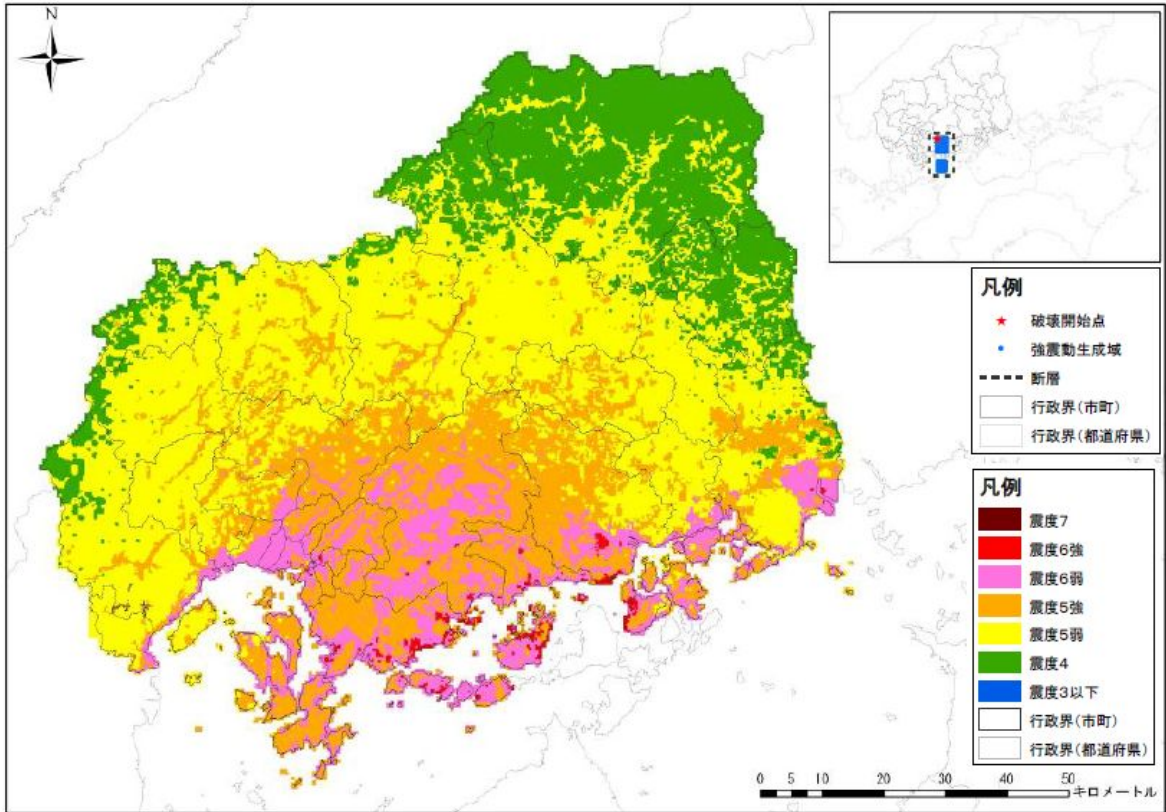 N
凡例
破壊開始点
強震動生成域
断層
行政界(市町)
行政界(都道府県)
凡例
震度7
震度6強
震度6弱
震度5強
震度5弱
震度4
震度3以下
行政界(市町)
行政界(都道府県)
0 5 10 20 30 40 50
キロメートル